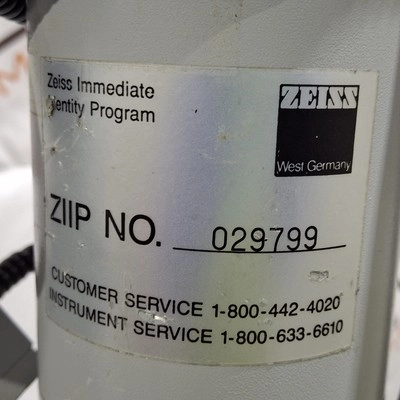 Zeiss Immediate
Identity Program
ZEISS
West Germany
ZIIP NO. 029799
CUSTOMER SERVICE 1-800-442-4020
INSTRUMENT SERVICE 1-800-633-6610